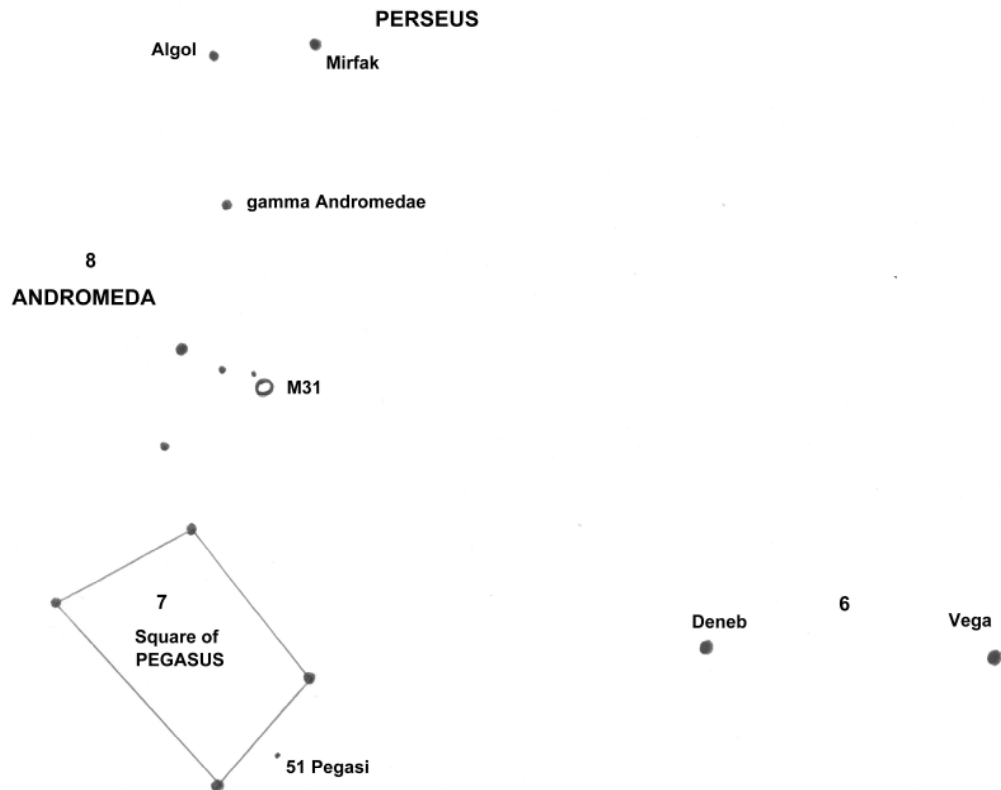 PERSEUS
Algol
Mirfak
gamma Andromedae
8
ANDROMEDA
M31
7
Square of
PEGASUS
6
Deneb
Vega
51 Pegasi